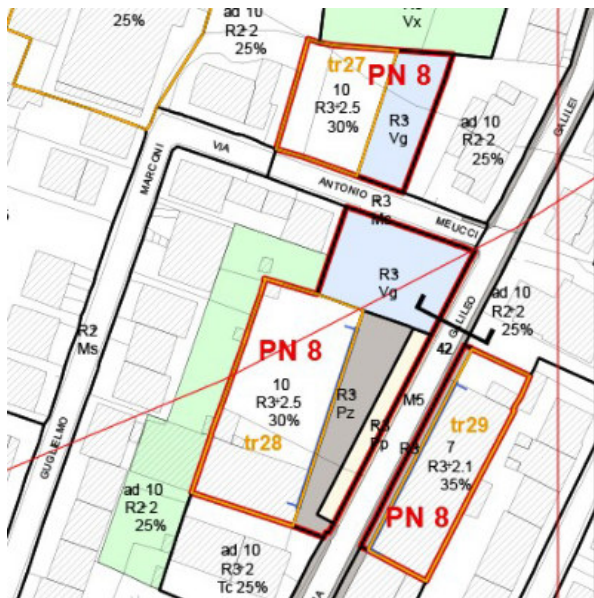 25%
ad 10
R2-2
25%
R3
Vx
tr27
PN 8
10
R3-2.5
30%
R3
Vg
ad 10
R2-2
25%
GALILEI
MARCONI
VIA
ANTONIO
MEUCCI
R3
Ms
R3
Vg
ad 10
R2-2
25%
GALILEO
42
R2
Ms
PN 8
10
R3-2.5
30%
tr28
R3
Pz
M5
R3
Pp
R3
tr29
7
R3-2.1
35%
PN 8
GUGLIELMO
ad 10
R2-2
25%
ad 10
R3-2
Tc 25%